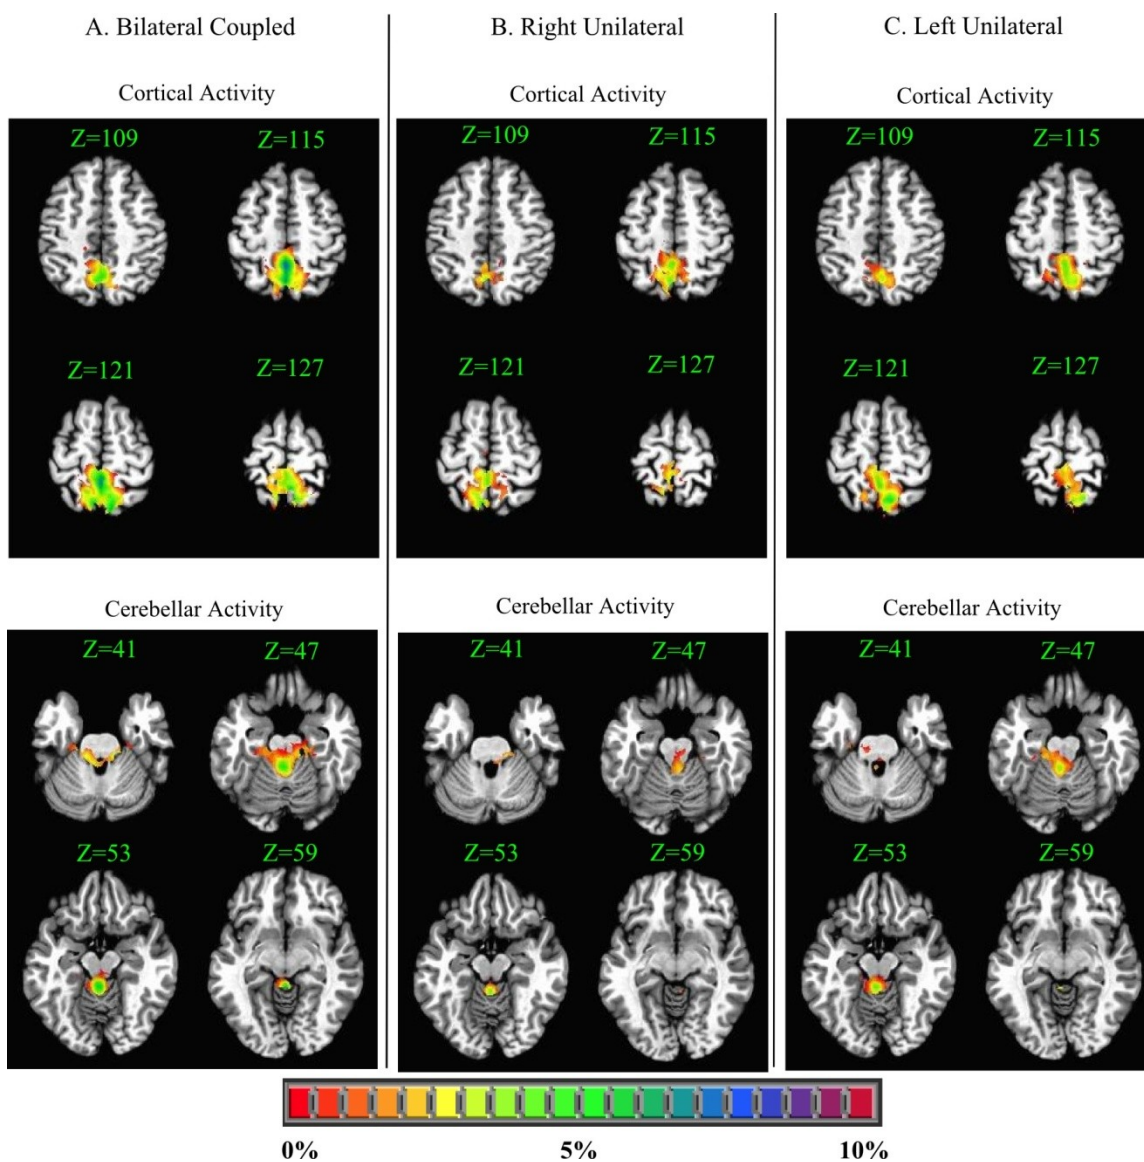 A. Bilateral Coupled
B. Right Unilateral
C. Left Unilateral
Cortical Activity
Cortical Activity
Cortical Activity
Z=109
Z=115
Z=109
Z=115
Z=109
Z=115
Z=121
Z=127
Z=121
Z=127
Z=121
Z=127
Cerebellar Activity
Cerebellar Activity
Cerebellar Activity
Z=41
Z=47
Z=41
Z=47
Z=41
Z=47
Z=53
Z=59
Z=53
Z=59
Z=53
Z=59
0%
5%
10%